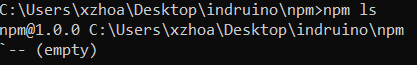 C:\Users\xzhoa\Desktop\indruino\npm>npm ls
npm@1.0.0 C:\Users\xzhoa\Desktop\indruino\npm
`-- (empty)